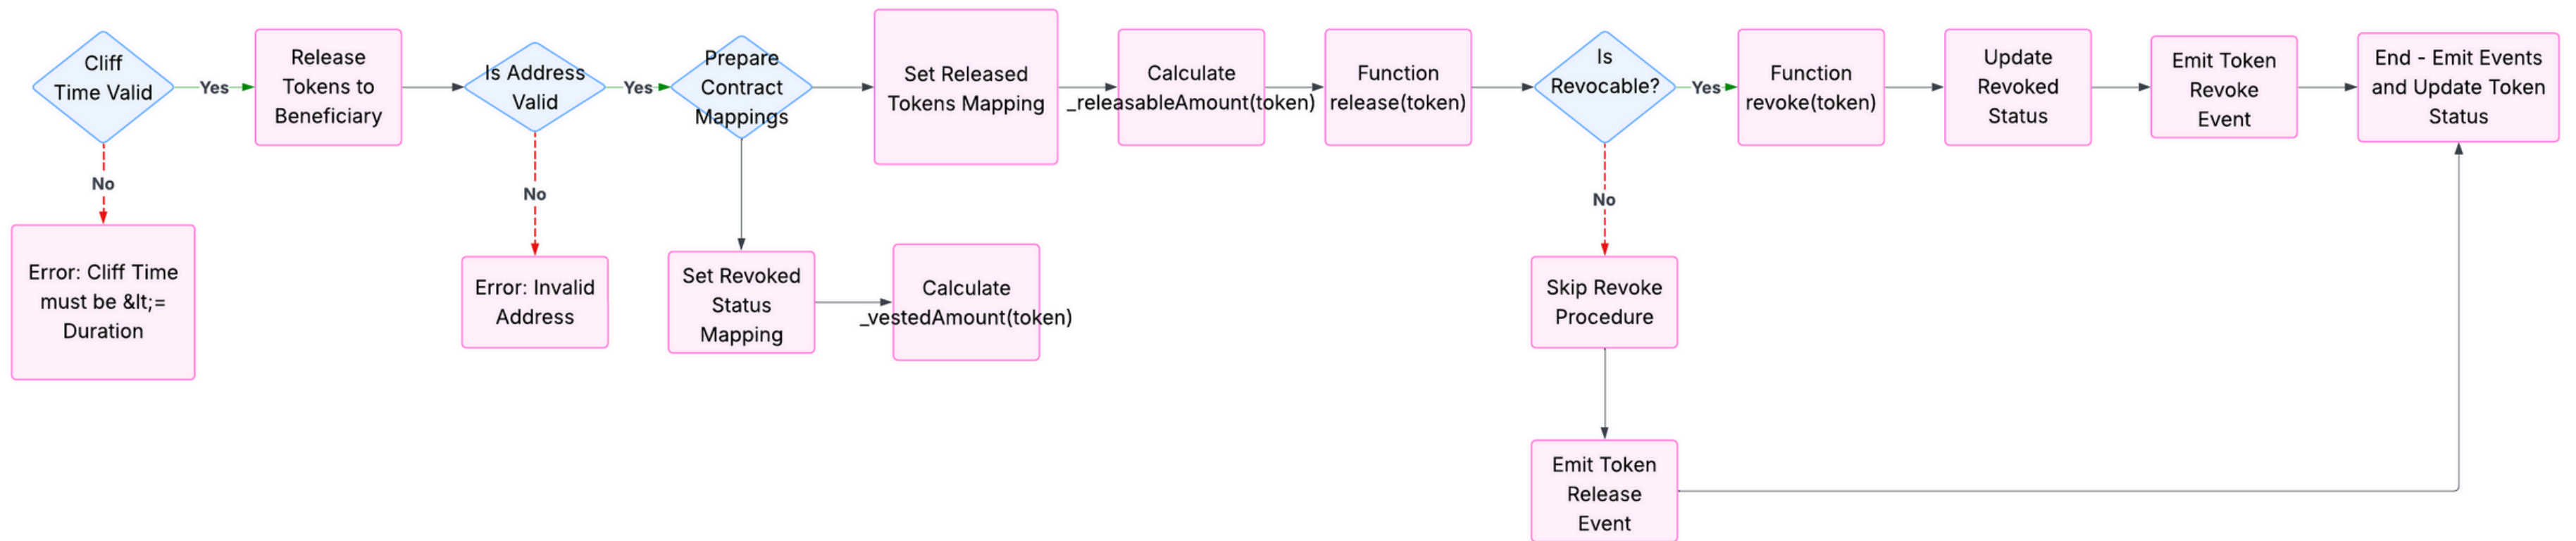 Cliff
Time Valid
Yes
Release
Tokens to
Beneficiary
Is Address
Valid
Yes
Prepare
Contract
Mappings
Set Released
Tokens Mapping
Calculate
_releasableAmount(token)
Function
release(token)
Is
Revocable?
Yes
Function
revoke(token)
Update
Revoked
Status
Emit Token
Revoke
Event
End - Emit Events
and Update Token
Status
No
No
No
Error: Cliff Time
must be &lt;=
Duration
Error: Invalid
Address
Set Revoked
Status
Mapping
Calculate
_vestedAmount(token)
Skip Revoke
Procedure
Emit Token
Release
Event